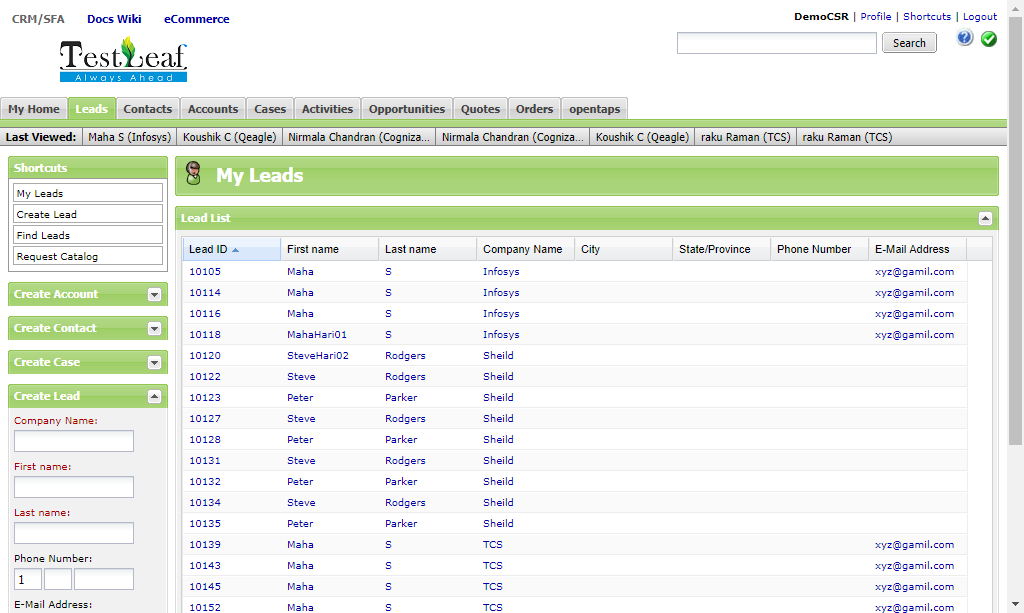 CRM/SFA Docs Wiki eCommerce
DemoCSR | Profile | Shortcuts | Logout
TestLeaf
Always Ahead
Search
My Home Leads Contacts Accounts Cases Activities Opportunities Quotes Orders opentaps
Last Viewed: Maha S (Infosys) Koushik C (Qeagle) Nirmala Chandran (Cogniza... Nirmala Chandran (Cogniza... Koushik C (Qeagle) raku Raman (TCS) raku Raman (TCS)
Shortcuts
My Leads
Create Lead
Find Leads
Request Catalog
Create Account
Create Contact
Create Case
Create Lead
Company Name:
First name:
Last name:
Phone Number:
1
E-Mail Address:
My Leads
Lead List
Lead ID First name Last name Company Name City State/Province Phone Number E-Mail Address
10105 Maha S Infosys xyz@gamil.com
10114 Maha S Infosys xyz@gamil.com
10116 Maha S Infosys xyz@gamil.com
10118 MahaHari01 S Infosys xyz@gamil.com
10120 SteveHari02 Rodgers Sheild
10122 Steve Rodgers Sheild
10123 Peter Parker Sheild
10127 Steve Rodgers Sheild
10128 Peter Parker Sheild
10131 Steve Rodgers Sheild
10132 Peter Parker Sheild
10134 Steve Rodgers Sheild
10135 Peter Parker Sheild
10139 Maha S TCS xyz@gamil.com
10143 Maha S TCS xyz@gamil.com
10145 Maha S TCS xyz@gamil.com
10152 Maha S TCS xyz@gamil.com